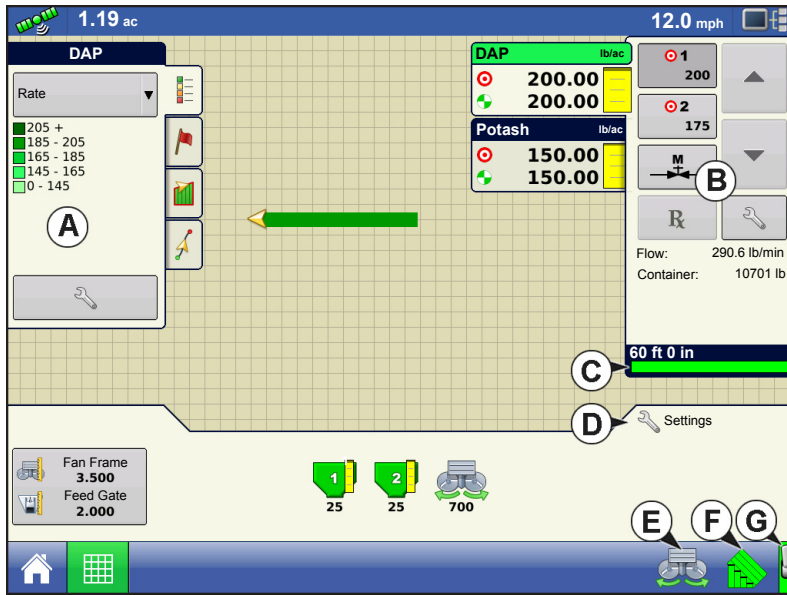 1.19 ac
12.0 mph
DAP
Rate
205 +
185 - 205
165 - 185
145 - 165
0 - 145
A
DAP lb/ac
200.00
200.00
Potash lb/ac
150.00
150.00
1
200
2
175
M
B
Rx
Flow: 290.6 lb/min
Container: 10701 lb
60 ft 0 in
C
D
Settings
Fan Frame
3.500
Feed Gate
2.000
1
25
2
25
700
E
F
G